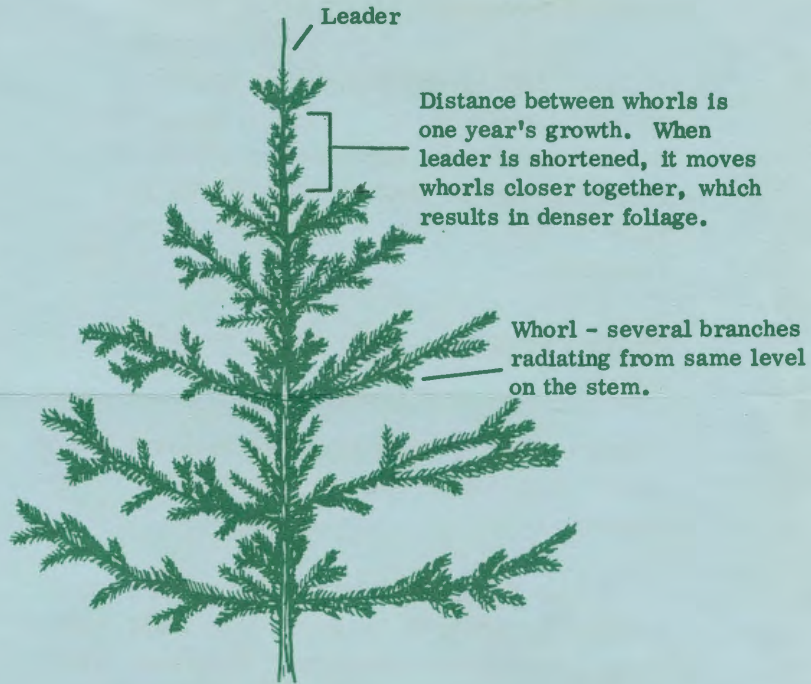 Leader
Distance between whorls is
one year's growth. When
leader is shortened, it moves
whorls closer together, which
results in denser foliage.
Whorl - several branches
radiating from same level
on the stem.